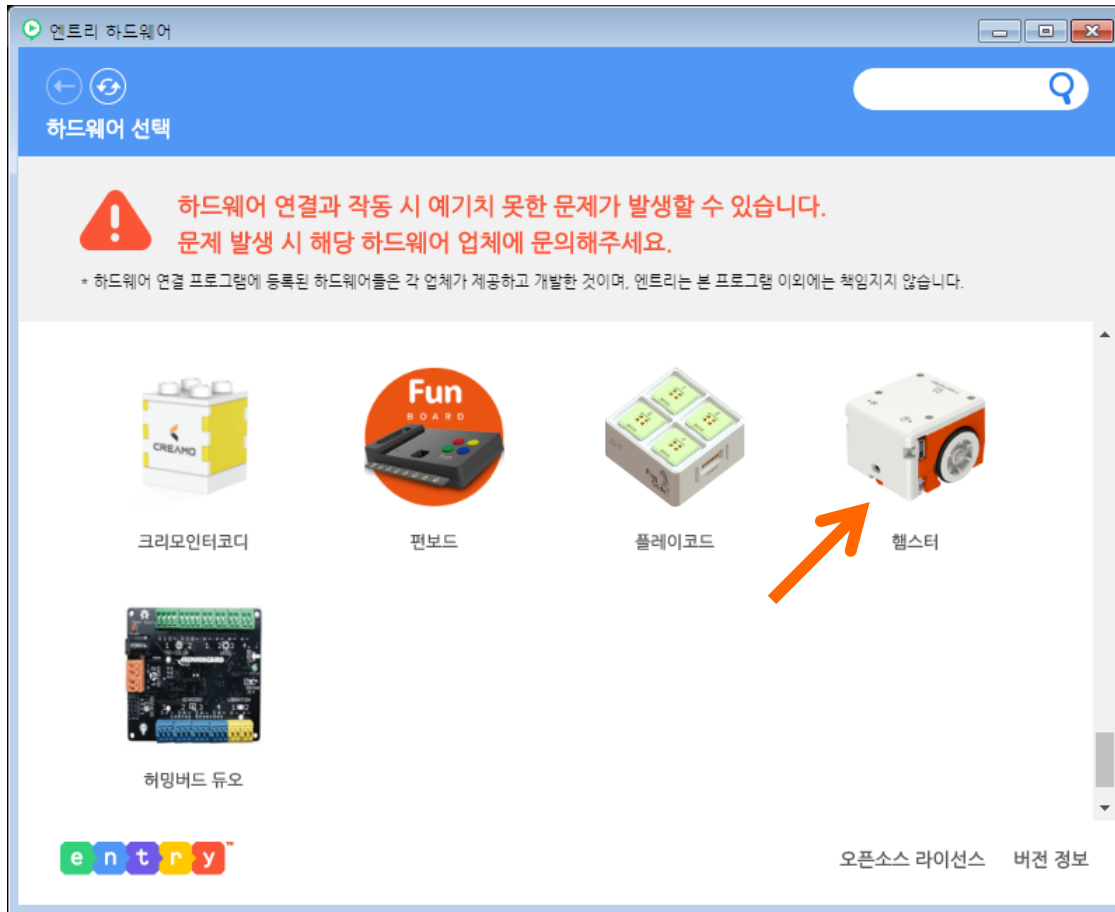 엔트리 하드웨어
하드웨어 선택
하드웨어 연결과 작동 시 예기치 못한 문제가 발생할 수 있습니다.
문제 발생 시 해당 하드웨어 업체에 문의해주세요.
* 하드웨어 연결 프로그램에 등록된 하드웨어들은 각 업체가 제공하고 개발한 것이며, 엔트리는 본 프로그램 이외에는 책임지지 않습니다.
CREAMO
Fun
BOARD
크리모인터코디
펀보드
플레이코드
햄스터
허밍버드 듀오
entry™
오픈소스 라이선스
버전 정보